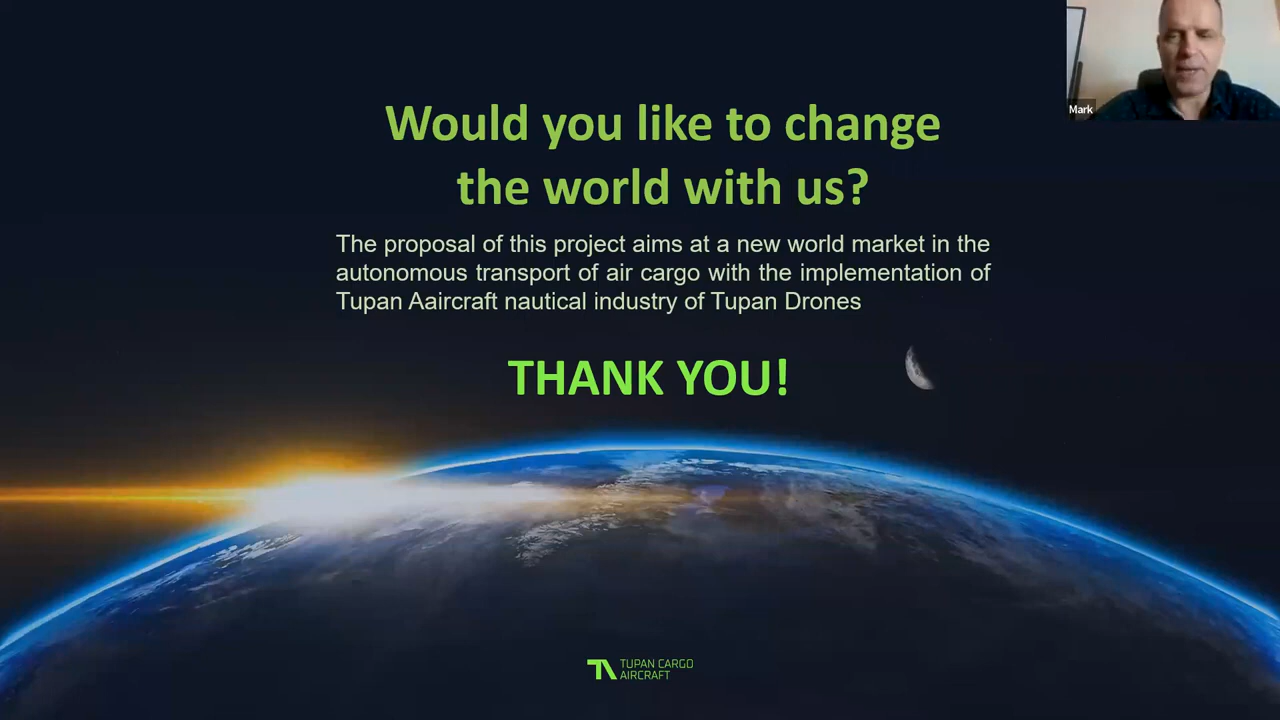 Mark
Would you like to change
the world with us?
The proposal of this project aims at a new world market in the
autonomous transport of air cargo with the implementation of
Tupan Aaircraft nautical industry of Tupan Drones
THANK YOU!
TUPAN CARGO
AIRCRAFT